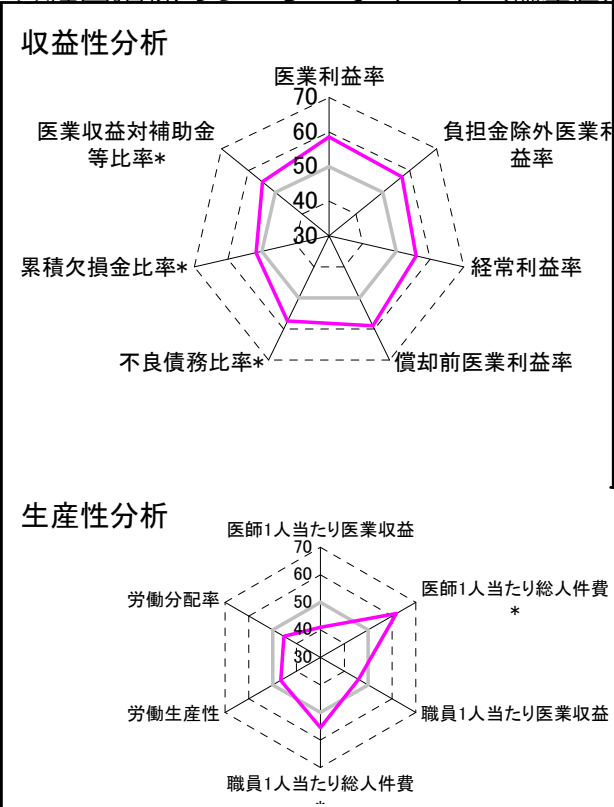 収益性分析
医業利益率
70
60
50
40
30
負担金除外医業利
益率
経常利益率
償却前医業利益率
不良債務比率*
累積欠損金比率*
医業収益対補助金
等比率*
生産性分析
医師1人当たり医業収益
70
60
50
40
30
医師1人当たり総人件費
*
職員1人当たり医業収益
職員1人当たり総人件費
*
労働生産性
労働分配率